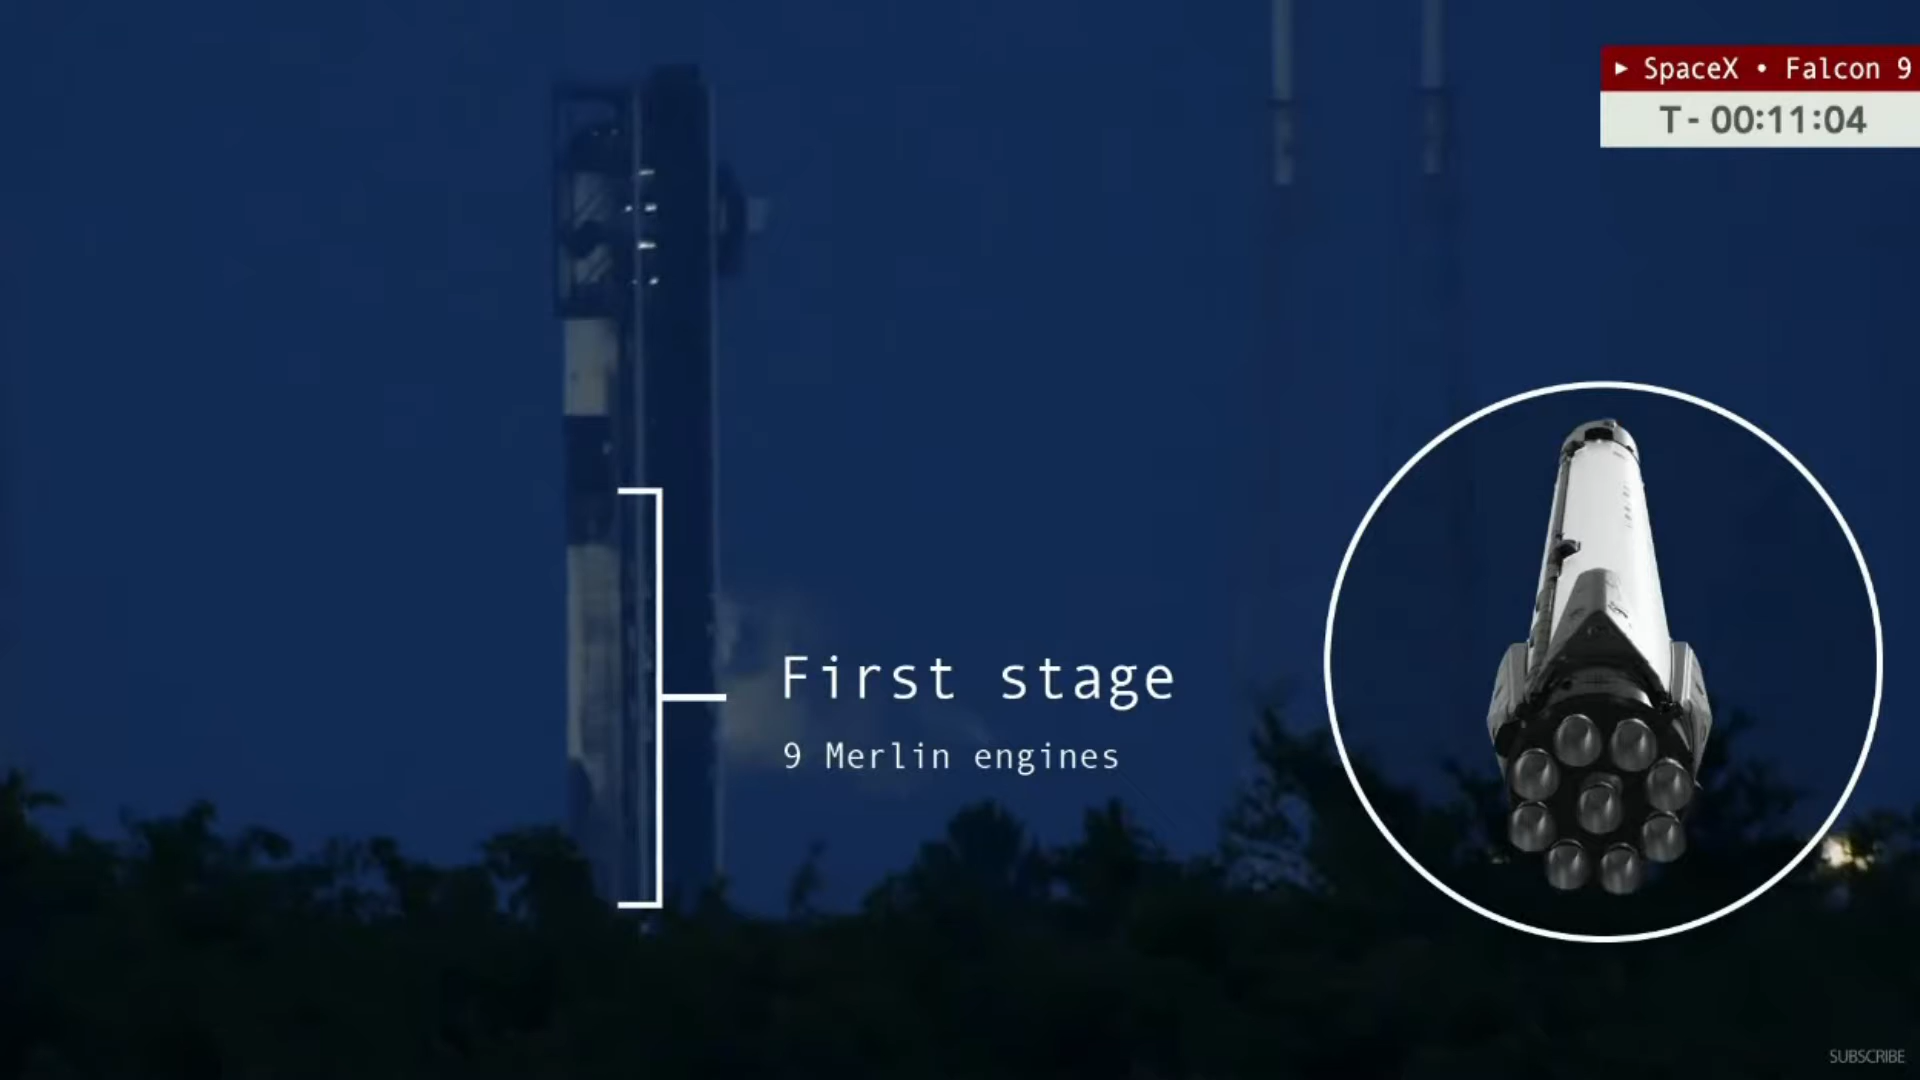 ▶ SpaceX • Falcon 9
T- 00:11:04
First stage
9 Merlin engines
SUBSCRIBE